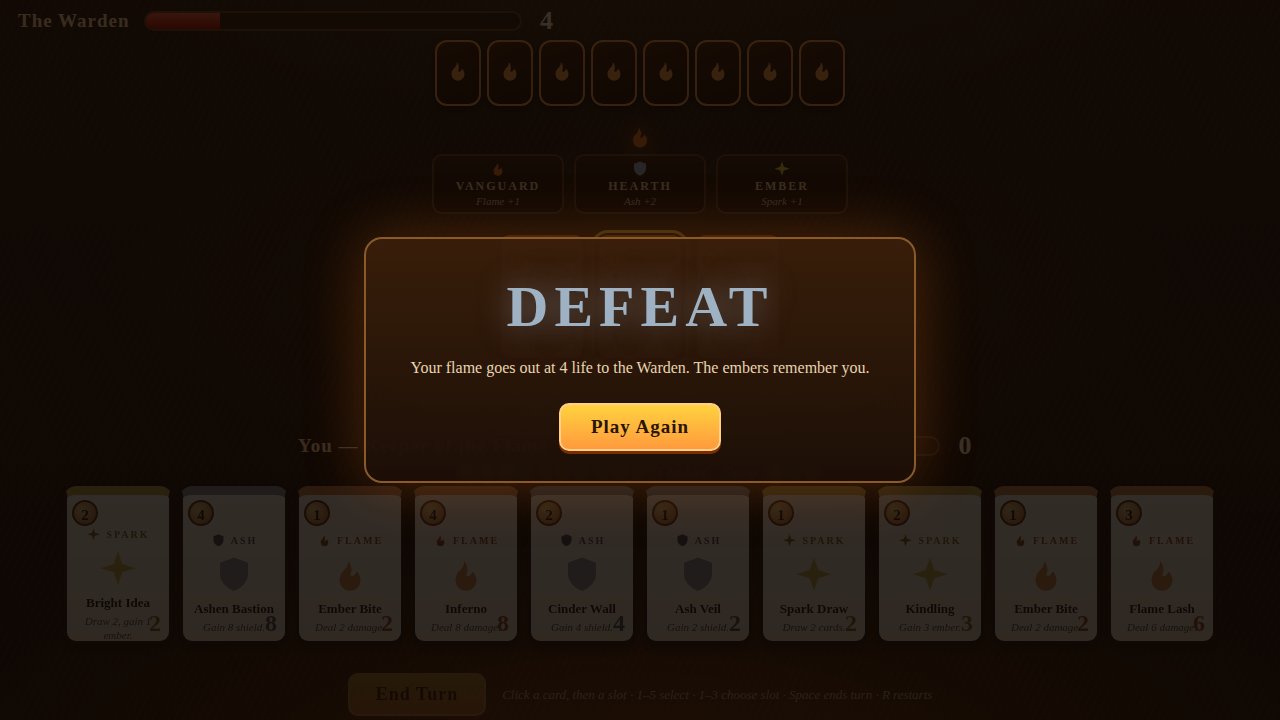 The Warden
4
VANGUARD
Flame +1
HEARTH
Ash +2
EMBER
Spark +1
DEFEAT
Your flame goes out at 4 life to the Warden. The embers remember you.
Play Again
You —
0
2
SPARK
Bright Idea
Draw 2, gain
ember.
2
4
ASH
Ashen Bastion
Gain 8 shield.
8
1
FLAME
Ember Bite
Deal 2 damage
2
4
FLAME
Inferno
Deal 8 damage
8
2
ASH
Cinder Wall
Gain 4 shield.
4
1
ASH
Ash Veil
Gain 2 shield.
2
1
SPARK
Spark Draw
Draw 2 cards.
2
2
SPARK
Kindling
Gain 3 ember.
3
1
FLAME
Ember Bite
Deal 2 damage
2
3
FLAME
Flame Lash
Deal 6 damage
6
End Turn
Click a card, then a slot · 1–5 select · 1–3 choose slot · Space ends turn · R restarts